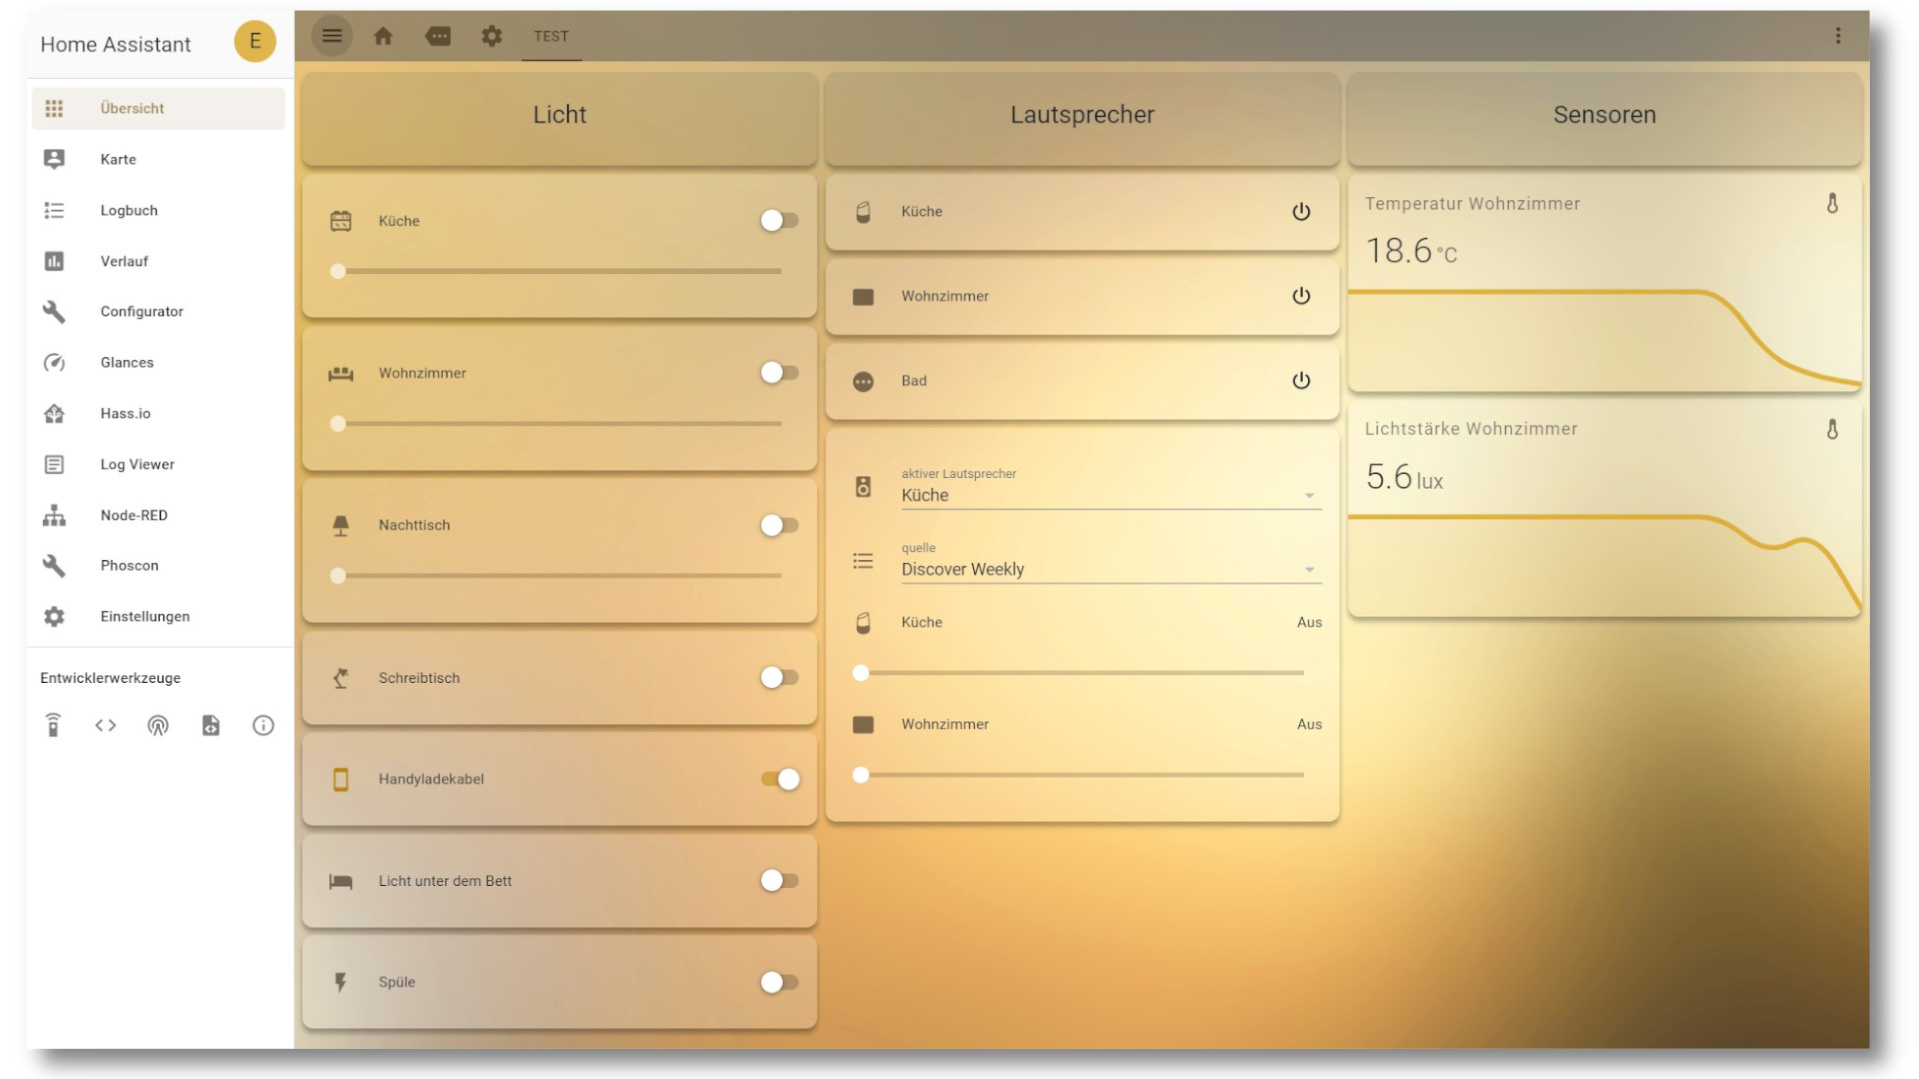 Home Assistant
E
Übersicht
Karte
Logbuch
Verlauf
Configurator
Glances
Hass.io
Log Viewer
Node-RED
Phoscon
Einstellungen
Entwicklerwerkzeuge
TEST
Licht
Küche
Wohnzimmer
Nachttisch
Schreibtisch
Handyladekabel
Licht unter dem Bett
Spüle
Lautsprecher
Küche
Wohnzimmer
Bad
aktiver Lautsprecher
Küche
quelle
Discover Weekly
Küche Aus
Wohnzimmer Aus
Sensoren
Temperatur Wohnzimmer
18.6 °C
Lichtstärke Wohnzimmer
5.6 lux